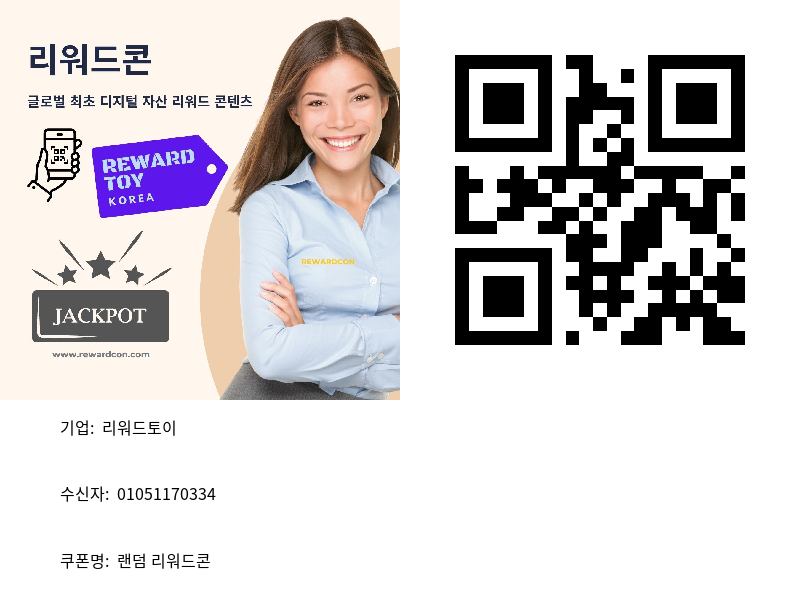 리워드콘
글로벌 최초 디지털 자산 리워드 콘텐츠
REWARD
TOY
KOREA
REWARDCON
JACKPOT
www.rewardcon.com
기업: 리워드토이
수신자: 01051170334
쿠폰명: 랜덤 리워드콘